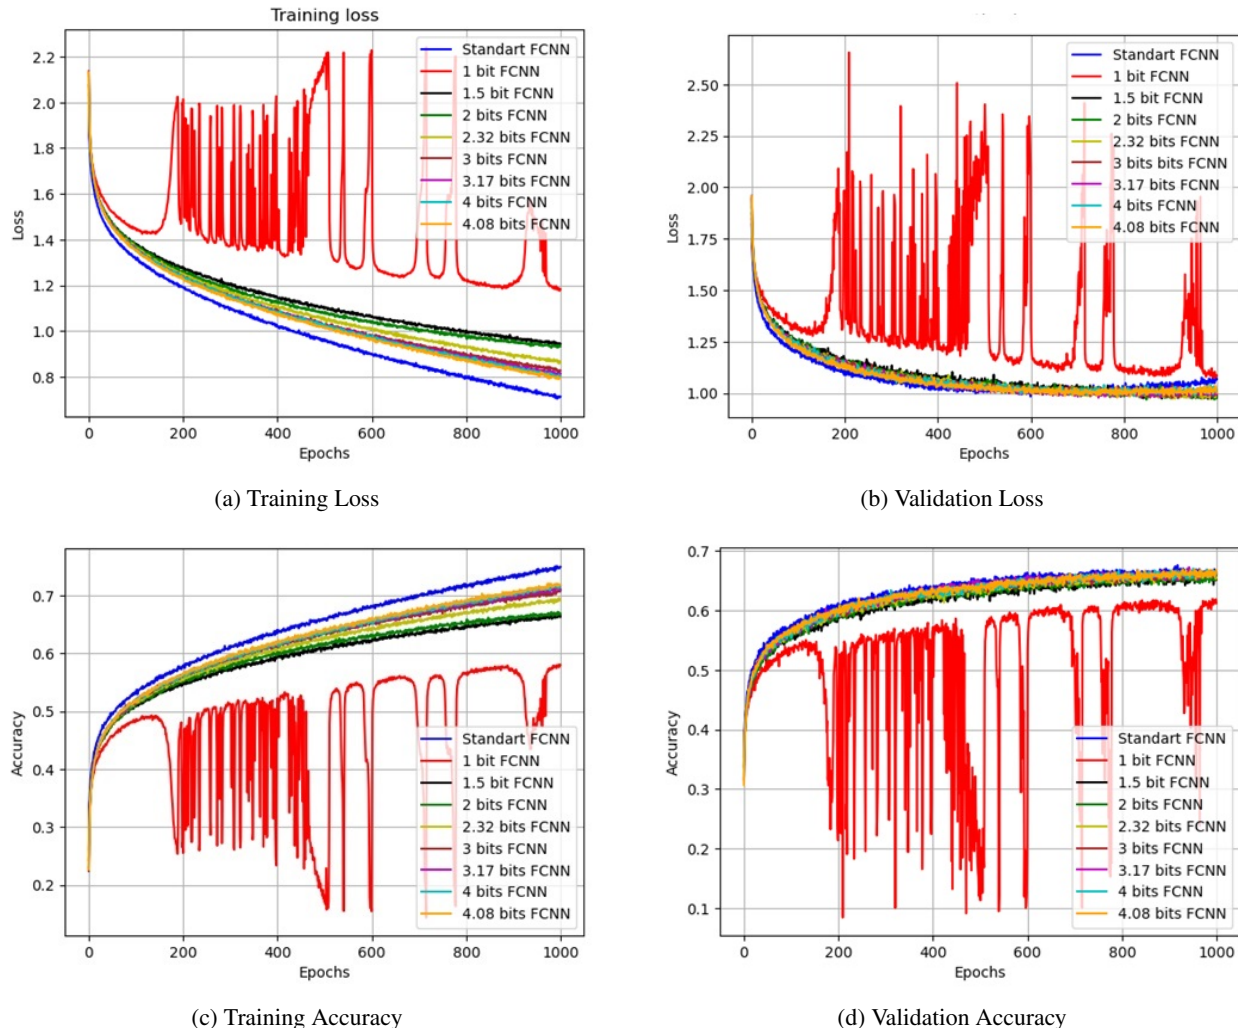 Training loss
2.2
2.0
1.8
1.6
1.4
1.2
1.0
0.8
Loss
0 200 400 600 800 1000
Epochs
Standart FCNN
1 bit FCNN
1.5 bit FCNN
2 bits FCNN
2.32 bits FCNN
3 bits FCNN
3.17 bits FCNN
4 bits FCNN
4.08 bits FCNN
(a) Training Loss
2.50
2.25
2.00
1.75
1.50
1.25
1.00
Loss
0 200 400 600 800 1000
Epochs
Standart FCNN
1 bit FCNN
1.5 bit FCNN
2 bits FCNN
2.32 bits FCNN
3 bits bits FCNN
3.17 bits FCNN
4 bits FCNN
4.08 bits FCNN
(b) Validation Loss
0.7
0.6
0.5
0.4
0.3
0.2
Accuracy
0 200 400 600 800 1000
Epochs
Standart FCNN
1 bit FCNN
1.5 bit FCNN
2 bits FCNN
2.32 bits FCNN
3 bits FCNN
3.17 bits FCNN
4 bits FCNN
4.08 bits FCNN
(c) Training Accuracy
0.7
0.6
0.5
0.4
0.3
0.2
0.1
Accuracy
0 200 400 600 800 1000
Epochs
Standart FCNN
1 bit FCNN
1.5 bit FCNN
2 bits FCNN
2.32 bits FCNN
3 bits FCNN
3.17 bits FCNN
4 bits FCNN
4.08 bits FCNN
(d) Validation Accuracy